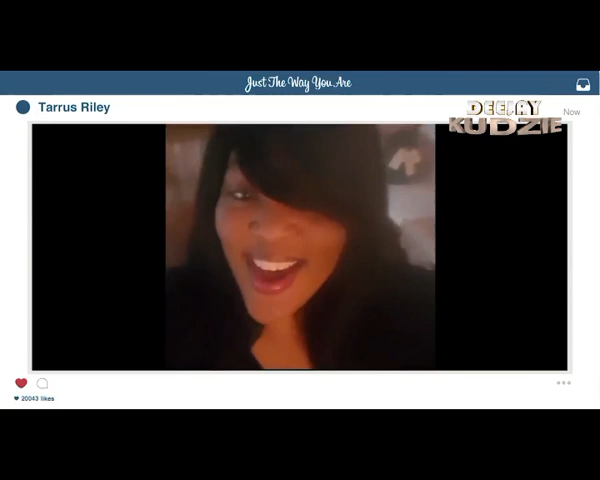 Just The Way You Are
Tarrus Riley
DEEJAY
KUDZIE
Now
20043 likes